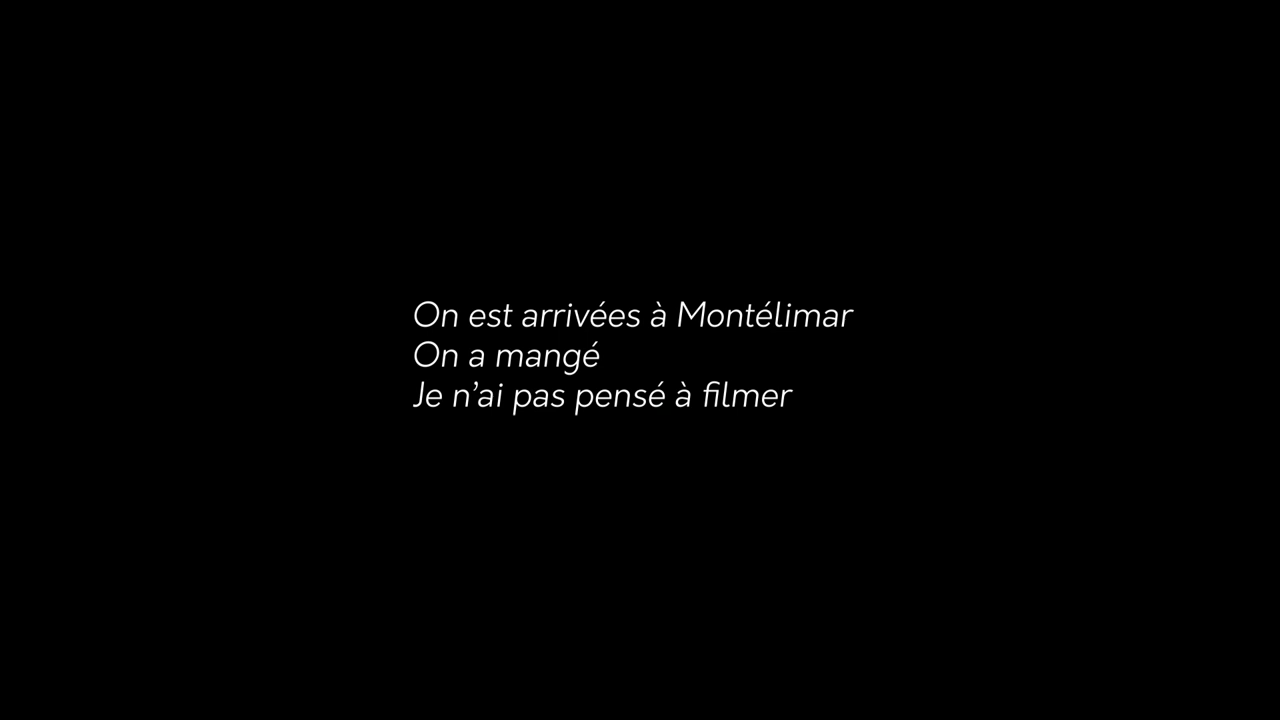 On est arrivées à Montélimar
On a mangé
Je n’ai pas pensé à filmer